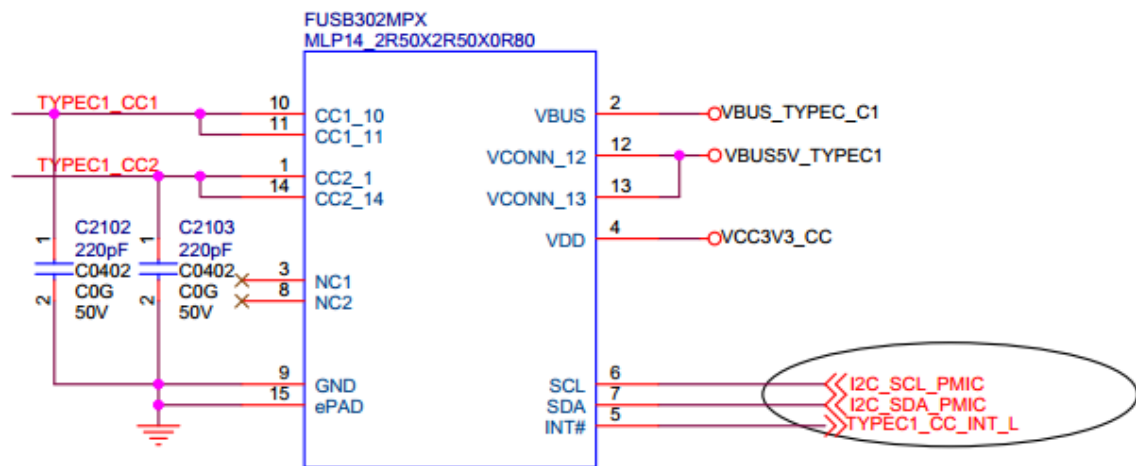 FUSB302MPX
MLP14_2R50X2R50X0R80
TYPEC1_CC1
10
CC1_10
11
CC1_11
TYPEC1_CC2
1
CC2_1
14
CC2_14
VBUS
2
VBUS_TYPEC_C1
VCONN_12
12
VBUS5V_TYPEC1
VCONN_13
13
VDD
4
VCC3V3_CC
1
C2102
220pF
C0402
C0G
50V
2
1
C2103
220pF
C0402
C0G
50V
2
3
NC1
8
NC2
9
GND
15
ePAD
SCL
6
I2C_SCL_PMIC
SDA
7
I2C_SDA_PMIC
INT#
5
TYPEC1_CC_INT_L